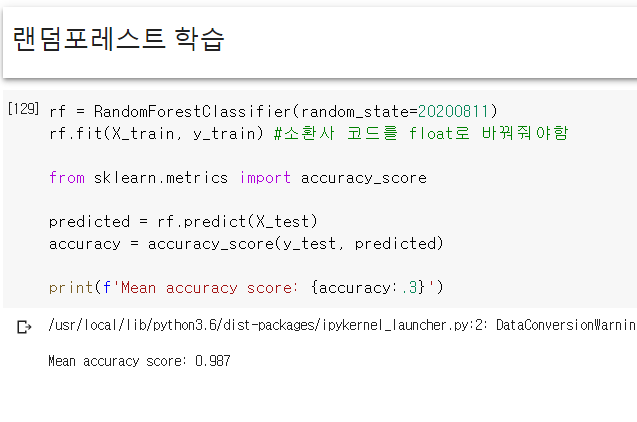 랜덤포레스트 학습
[129] rf = RandomForestClassifier(random_state=20200811)
rf.fit(X_train, y_train) #소환사 코드를 float로 바꿔줘야함
from sklearn.metrics import accuracy_score
predicted = rf.predict(X_test)
accuracy = accuracy_score(y_test, predicted)
print(f'Mean accuracy score: {accuracy:.3}')
/usr/local/lib/python3.6/dist-packages/ipykernel_launcher.py:2: DataConversionWarnin
Mean accuracy score: 0.987